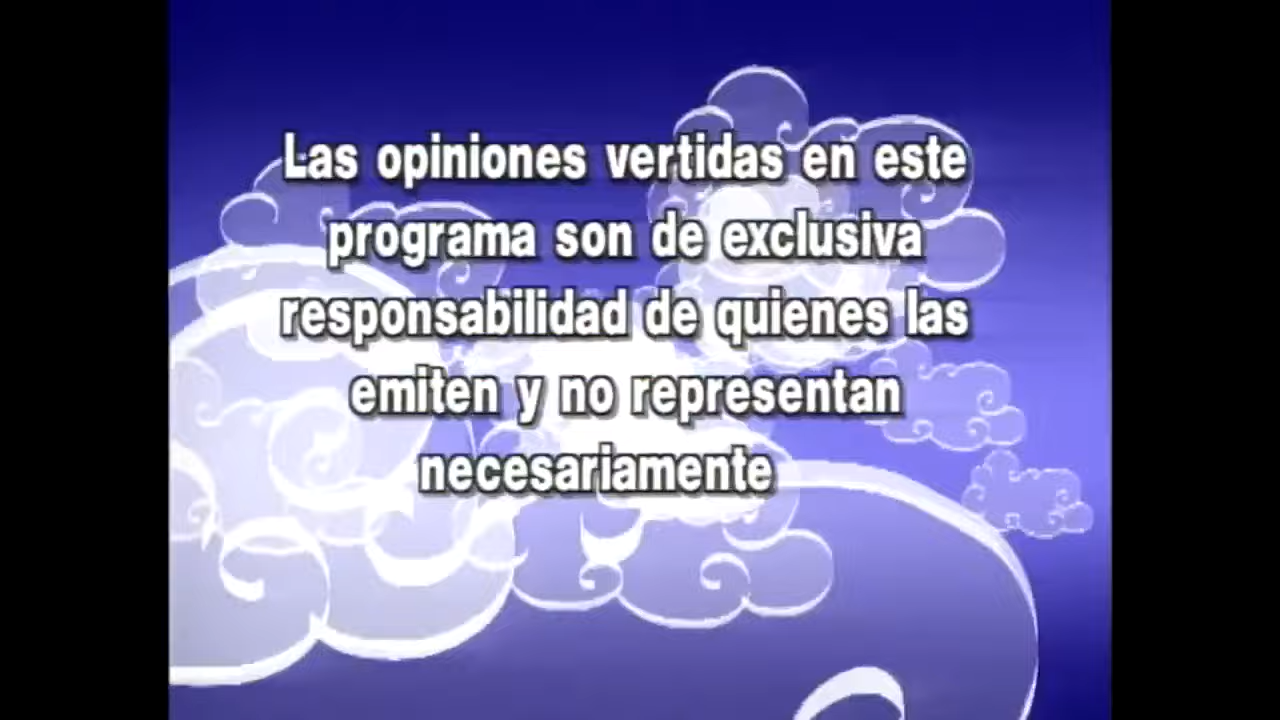 Las opiniones vertidas en este
programa son de exclusiva
responsabilidad de quienes las
emiten y no representan
necesariamente